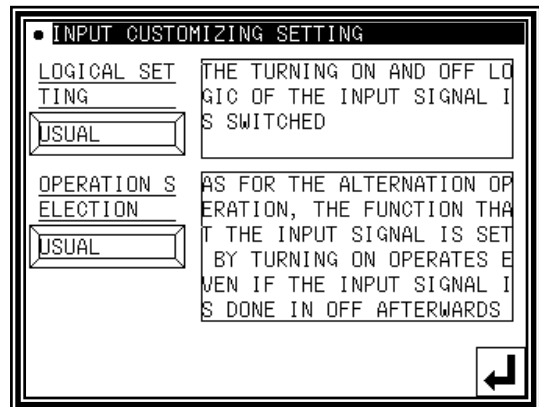 ● INPUT CUSTOMIZING SETTING
LOGICAL SET
TING
USUAL
THE TURNING ON AND OFF LO
GIC OF THE INPUT SIGNAL I
S SWITCHED
OPERATION S
ELECTION
USUAL
AS FOR THE ALTERNATION OP
ERATION, THE FUNCTION THA
T THE INPUT SIGNAL IS SET
BY TURNING ON OPERATES E
VEN IF THE INPUT SIGNAL I
S DONE IN OFF AFTERWARDS